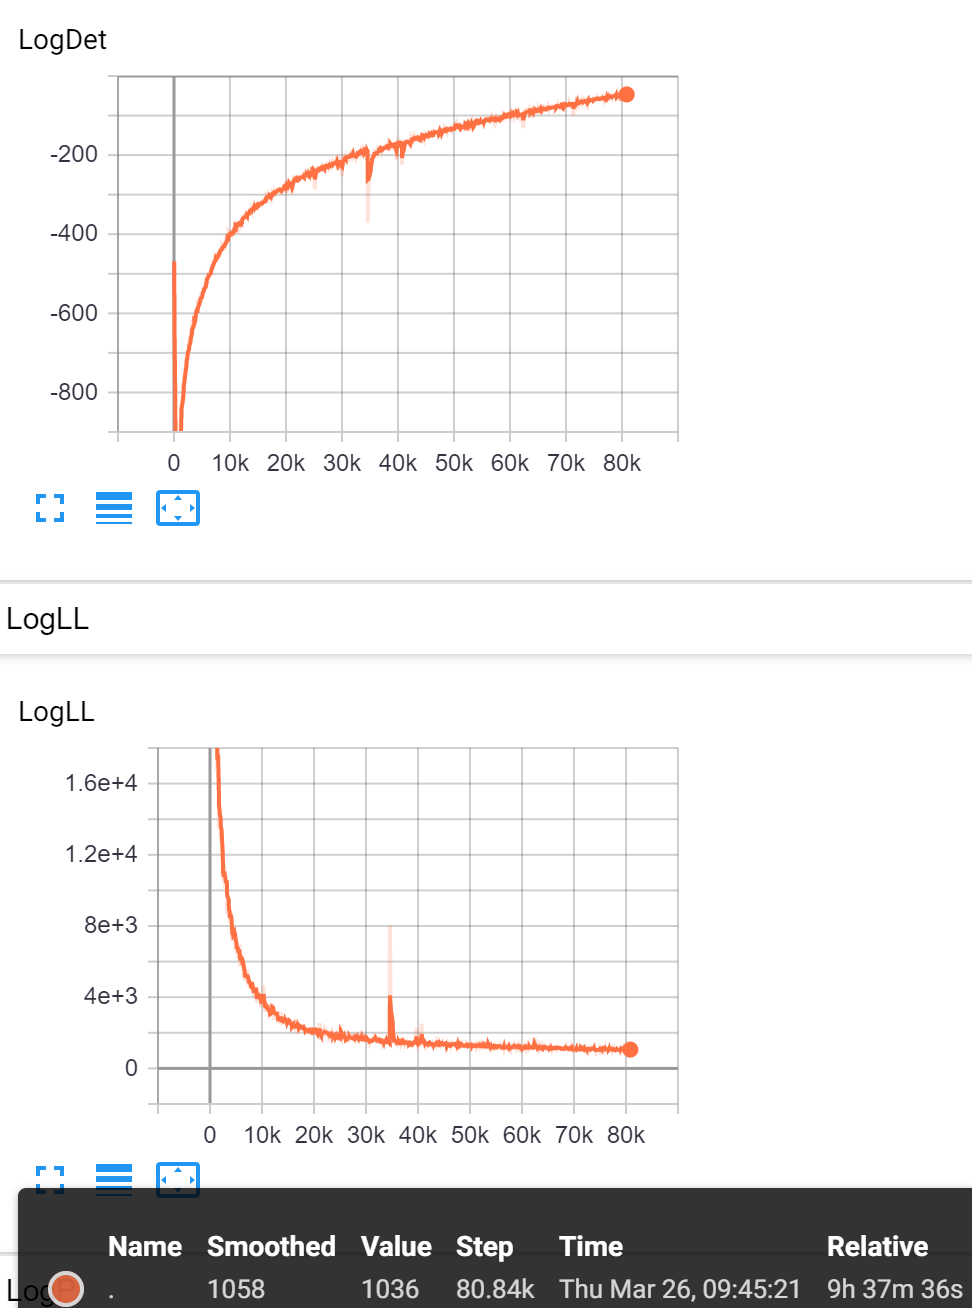 LogDet
-200
-400
-600
-800
0 10k 20k 30k 40k 50k 60k 70k 80k
LogLL
LogLL
1.6e+4
1.2e+4
8e+3
4e+3
0
0 10k 20k 30k 40k 50k 60k 70k 80k
Name Smoothed Value Step Time Relative
. 1058 1036 80.84k Thu Mar 26, 09:45:21 9h 37m 36s
LogP